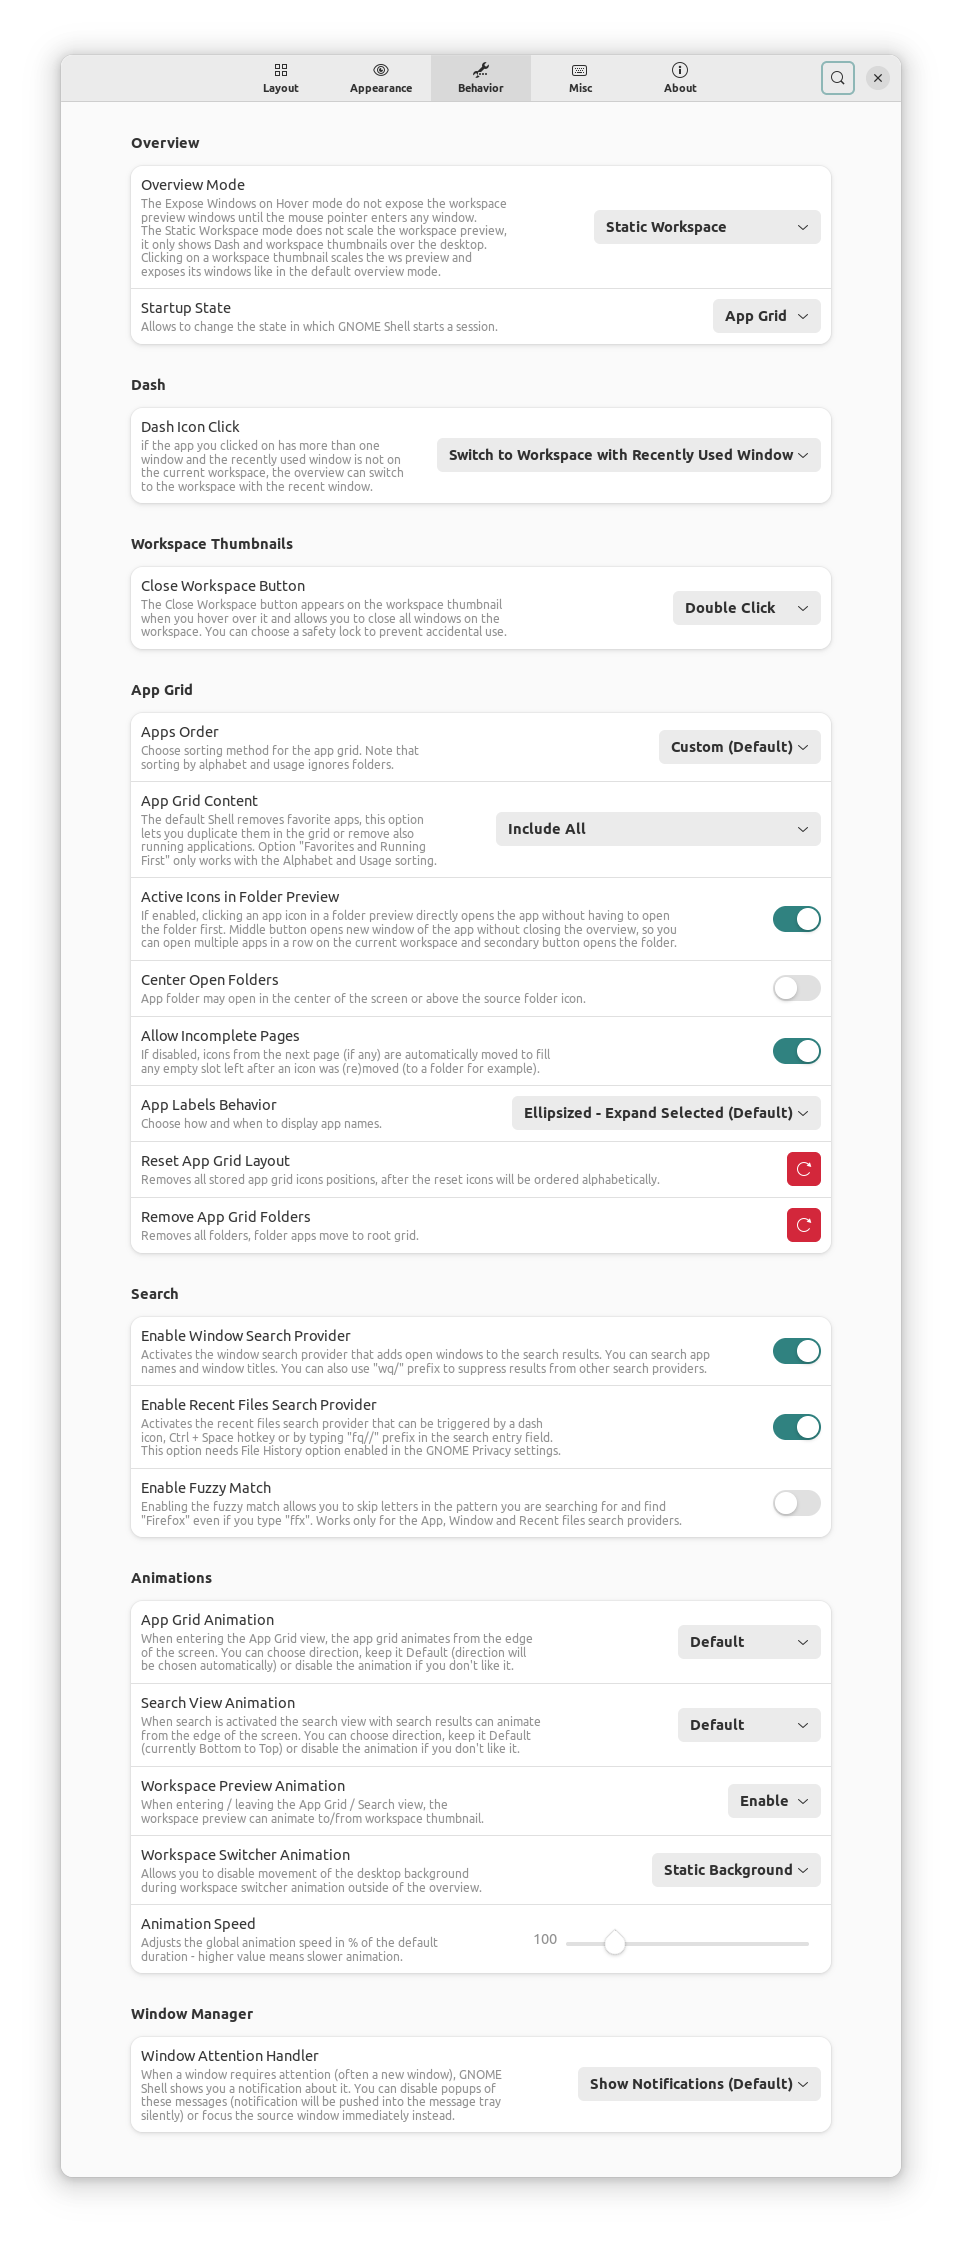 Layout
Appearance
Behavior
Misc
About
Overview
Overview Mode
The Expose Windows on Hover mode do not expose the workspace
preview windows until the mouse pointer enters any window.
The Static Workspace mode does not scale the workspace preview,
it only shows Dash and workspace thumbnails over the desktop.
Clicking on a workspace thumbnail scales the ws preview and
exposes its windows like in the default overview mode.
Static Workspace
Startup State
Allows to change the state in which GNOME Shell starts a session.
App Grid
Dash
Dash Icon Click
if the app you clicked on has more than one
window and the recently used window is not on
the current workspace, the overview can switch
to the workspace with the recent window.
Switch to Workspace with Recently Used Window
Workspace Thumbnails
Close Workspace Button
The Close Workspace button appears on the workspace thumbnail
when you hover over it and allows you to close all windows on the
workspace. You can choose a safety lock to prevent accidental use.
Double Click
App Grid
Apps Order
Choose sorting method for the app grid. Note that
sorting by alphabet and usage ignores folders.
Custom (Default)
App Grid Content
The default Shell removes favorite apps, this option
lets you duplicate them in the grid or remove also
running applications. Option "Favorites and Running
First" only works with the Alphabet and Usage sorting.
Include All
Active Icons in Folder Preview
If enabled, clicking an app icon in a folder preview directly opens the app without having to open
the folder first. Middle button opens new window of the app without closing the overview, so you
can open multiple apps in a row on the current workspace and secondary button opens the folder.
Center Open Folders
App folder may open in the center of the screen or above the source folder icon.
Allow Incomplete Pages
If disabled, icons from the next page (if any) are automatically moved to fill
any empty slot left after an icon was (re)moved (to a folder for example).
App Labels Behavior
Choose how and when to display app names.
Ellipsized - Expand Selected (Default)
Reset App Grid Layout
Removes all stored app grid icons positions, after the reset icons will be ordered alphabetically.
Remove App Grid Folders
Removes all folders, folder apps move to root grid.
Search
Enable Window Search Provider
Activates the window search provider that adds open windows to the search results. You can search app
names and window titles. You can also use "wq/" prefix to suppress results from other search providers.
Enable Recent Files Search Provider
Activates the recent files search provider that can be triggered by a dash
icon, Ctrl + Space hotkey or by typing "fq//" prefix in the search entry field.
This option needs File History option enabled in the GNOME Privacy settings.
Enable Fuzzy Match
Enabling the fuzzy match allows you to skip letters in the pattern you are searching for and find
"Firefox" even if you type "ffx". Works only for the App, Window and Recent files search providers.
Animations
App Grid Animation
When entering the App Grid view, the app grid animates from the edge
of the screen. You can choose direction, keep it Default (direction will
be chosen automatically) or disable the animation if you don't like it.
Default
Search View Animation
When search is activated the search view with search results can animate
from the edge of the screen. You can choose direction, keep it Default
(currently Bottom to Top) or disable the animation if you don't like it.
Default
Workspace Preview Animation
When entering / leaving the App Grid / Search view, the
workspace preview can animate to/from workspace thumbnail.
Enable
Workspace Switcher Animation
Allows you to disable movement of the desktop background
during workspace switcher animation outside of the overview.
Static Background
Animation Speed
Adjusts the global animation speed in % of the default
duration - higher value means slower animation.
100
Window Manager
Window Attention Handler
When a window requires attention (often a new window), GNOME
Shell shows you a notification about it. You can disable popups of
these messages (notification will be pushed into the message tray
silently) or focus the source window immediately instead.
Show Notifications (Default)